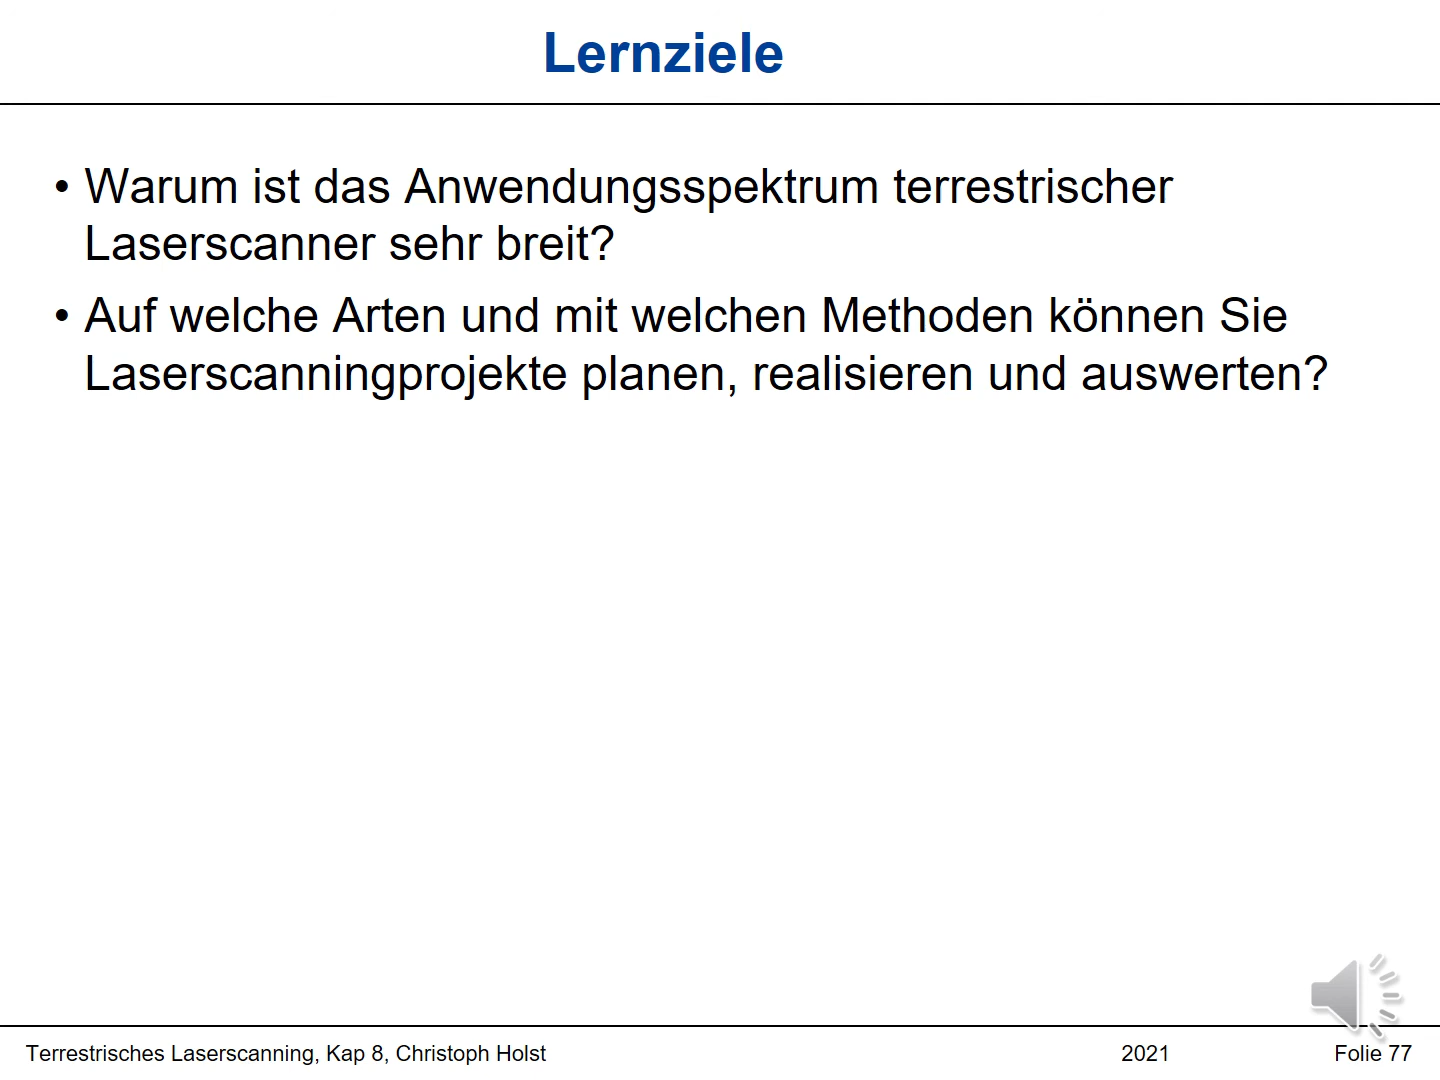 Lernziele
• Warum ist das Anwendungsspektrum terrestrischer
Laserscanner sehr breit?
• Auf welche Arten und mit welchen Methoden können Sie
Laserscanningprojekte planen, realisieren und auswerten?
Terrestrisches Laserscanning, Kap 8, Christoph Holst 2021 Folie 77